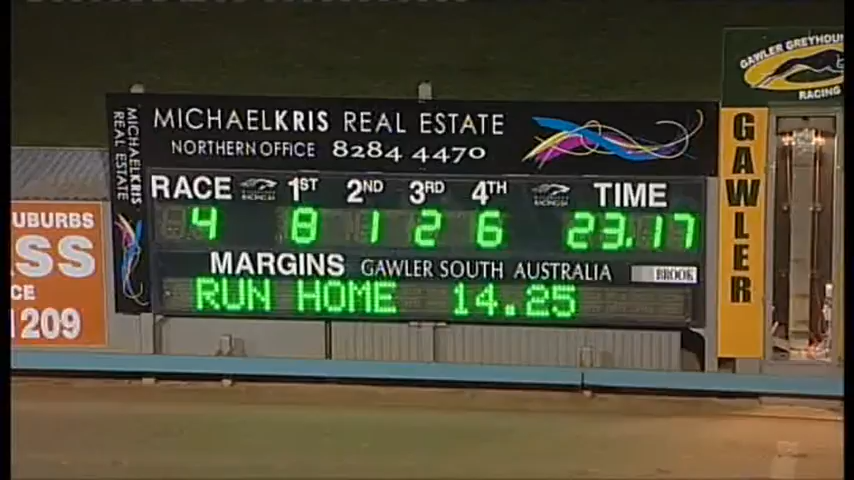 GAWLER GREYHOUN
RACING
MICHAELKRIS REAL ESTATE
NORTHERN OFFICE 8284 4470
MICHAELKRIS
REAL ESTATE
RACE 1ST 2ND 3RD 4TH TIME
4 8 1 2 6 23.17
MARGINS GAWLER SOUTH AUSTRALIA BROOK
RUN HOME 14.25
GAWLER
UBURBS
SS
CE
1209